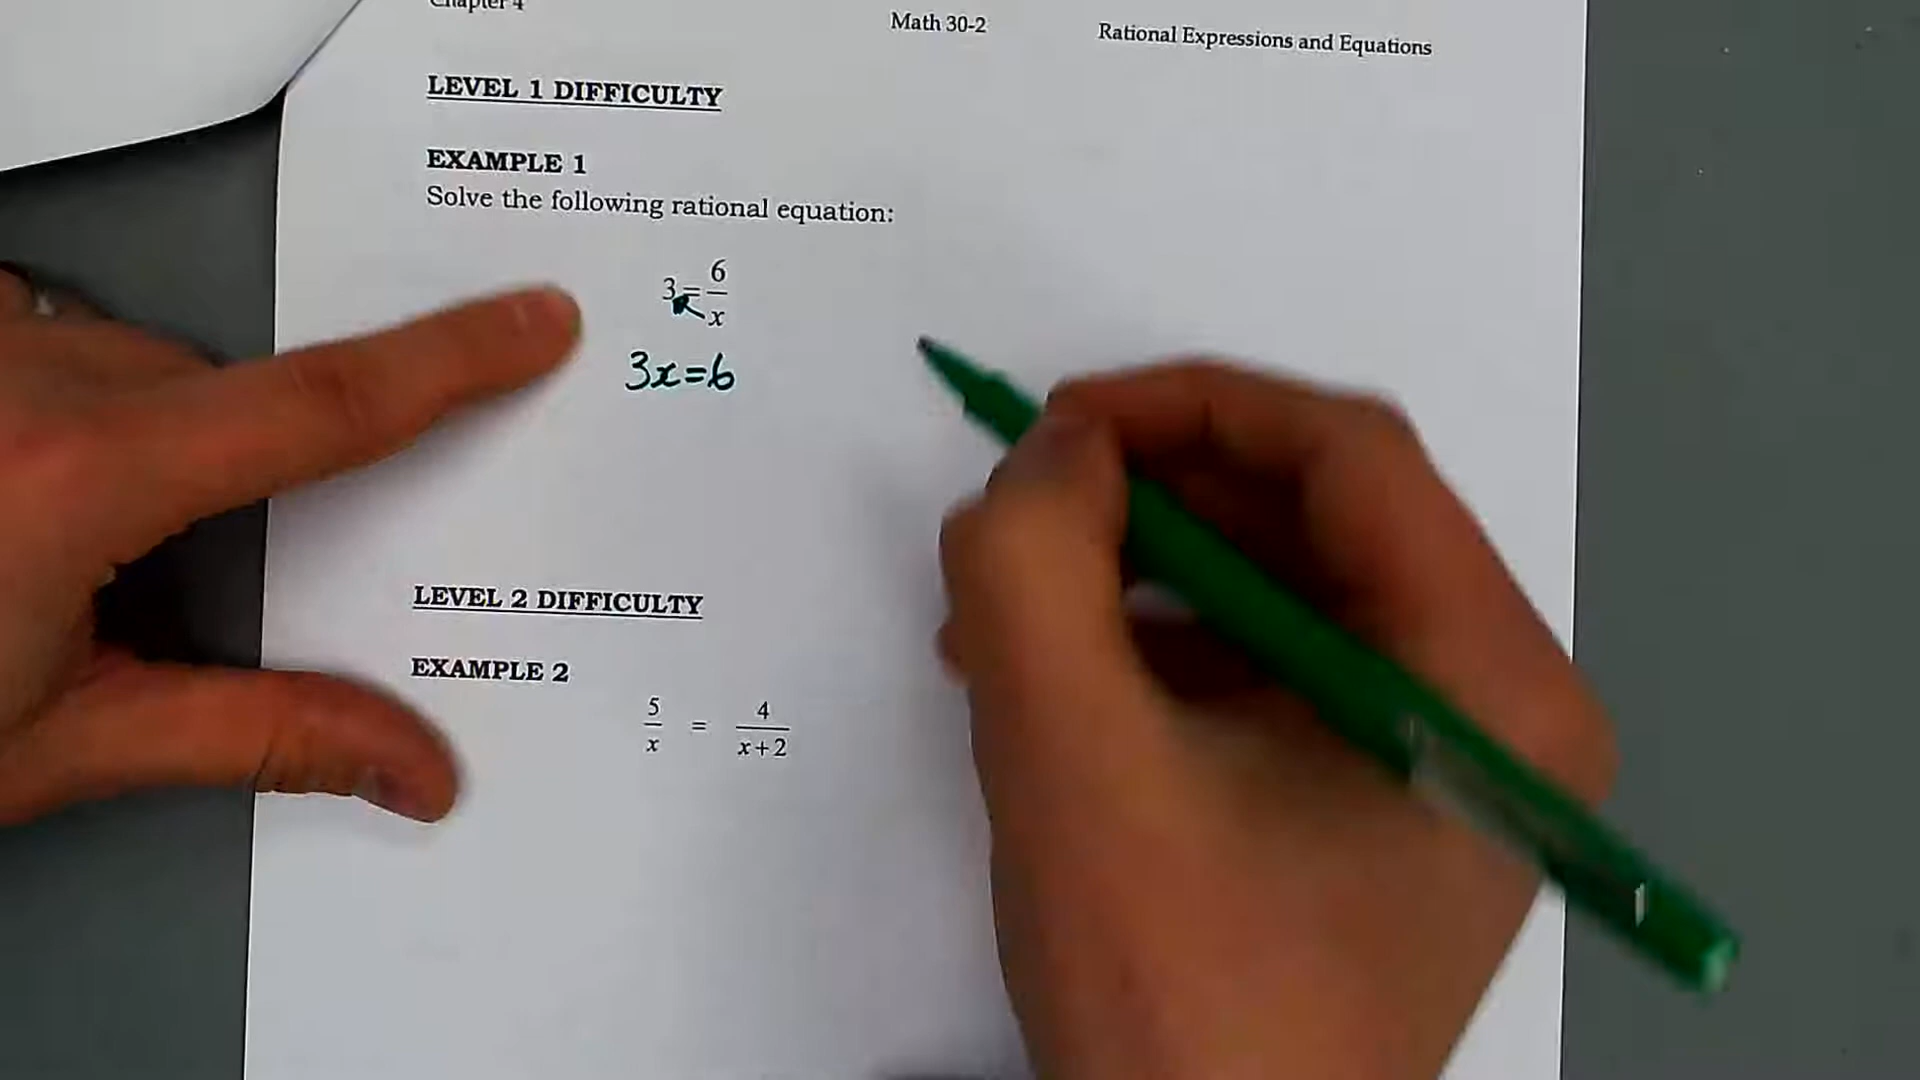 Chapter 4 Math 30-2 Rational Expressions and Equations
LEVEL 1 DIFFICULTY
EXAMPLE 1
Solve the following rational equation:
3 = 6/x
3x=6
LEVEL 2 DIFFICULTY
EXAMPLE 2
5/x = 4/(x+2)